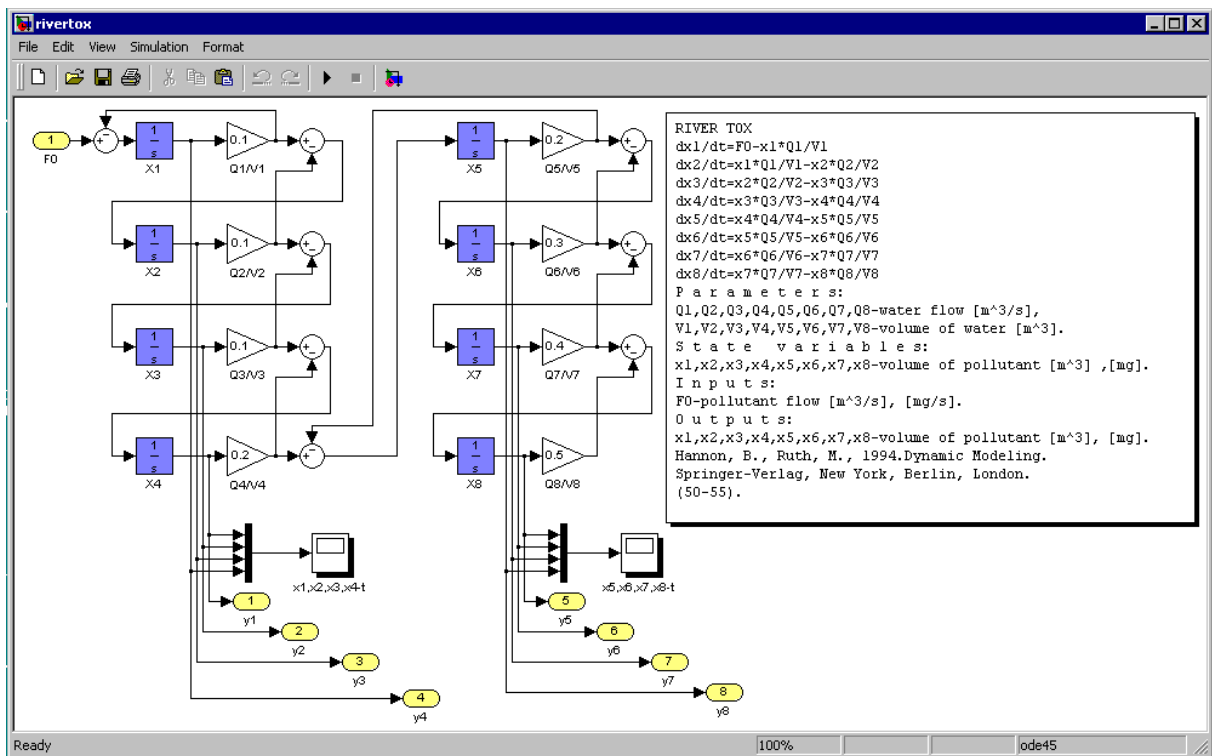 rivertox
File Edit View Simulation Format
1
F0
1
s
X1
0.1
Q1/V1
1
s
X2
0.1
Q2/V2
1
s
X3
0.1
Q3/V3
1
s
X4
0.2
Q4/V4
x1,x2,x3,x4-t
1
y1
2
y2
3
y3
4
y4
1
s
X5
0.2
Q5/V5
1
s
X6
0.3
Q6/V6
1
s
X7
0.4
Q7/V7
1
s
X8
0.5
Q8/V8
x5,x6,x7,x8-t
5
y5
6
y6
7
y7
8
y8
RIVER TOX
dx1/dt=F0-x1*Q1/V1
dx2/dt=x1*Q1/V1-x2*Q2/V2
dx3/dt=x2*Q2/V2-x3*Q3/V3
dx4/dt=x3*Q3/V3-x4*Q4/V4
dx5/dt=x4*Q4/V4-x5*Q5/V5
dx6/dt=x5*Q5/V5-x6*Q6/V6
dx7/dt=x6*Q6/V6-x7*Q7/V7
dx8/dt=x7*Q7/V7-x8*Q8/V8
P a r a m e t e r s:
Q1,Q2,Q3,Q4,Q5,Q6,Q7,Q8-water flow [m^3/s],
V1,V2,V3,V4,V5,V6,V7,V8-volume of water [m^3].
S t a t e   v a r i a b l e s:
x1,x2,x3,x4,x5,x6,x7,x8-volume of pollutant [m^3] ,[mg].
I n p u t s:
F0-pollutant flow [m^3/s], [mg/s].
O u t p u t s:
x1,x2,x3,x4,x5,x6,x7,x8-volume of pollutant [m^3], [mg].
Hannon, B., Ruth, M., 1994.Dynamic Modeling.
Springer-Verlag, New York, Berlin, London.
(50-55).
Ready
100%
ode45